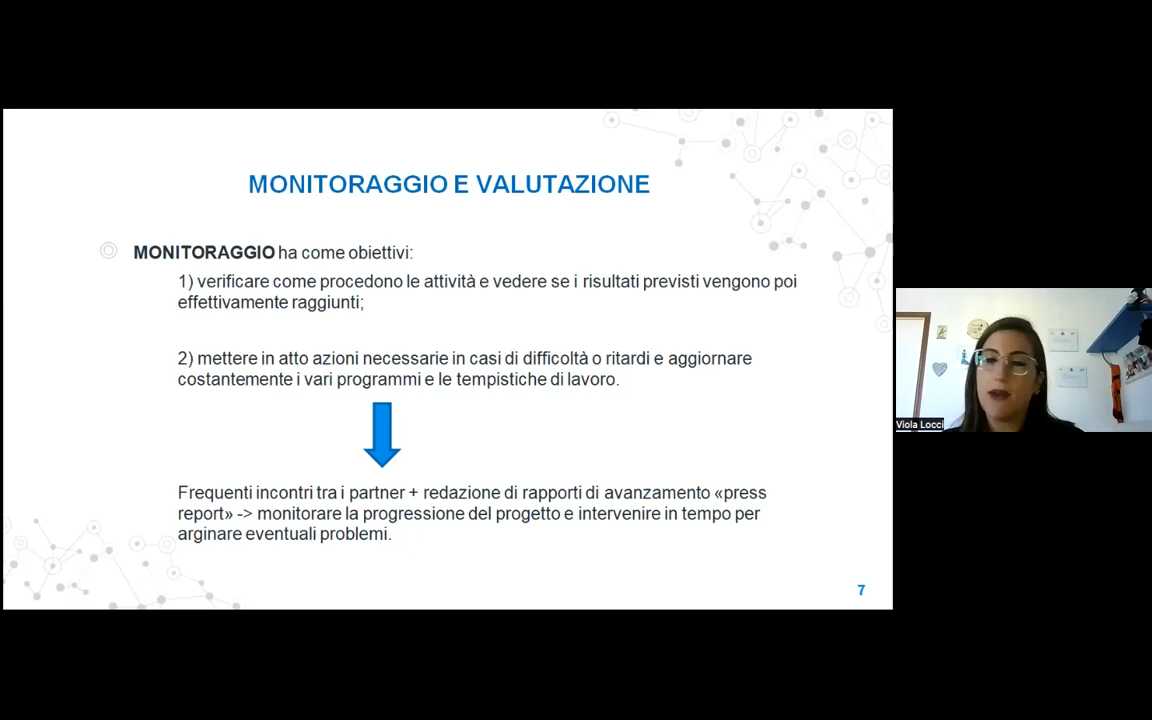 MONITORAGGIO E VALUTAZIONE
MONITORAGGIO ha come obiettivi:
1) verificare come procedono le attività e vedere se i risultati previsti vengono poi
effettivamente raggiunti;
2) mettere in atto azioni necessarie in casi di difficoltà o ritardi e aggiornare
costantemente i vari programmi e le tempistiche di lavoro.
Frequenti incontri tra i partner + redazione di rapporti di avanzamento «press
report» -> monitorare la progressione del progetto e intervenire in tempo per
arginare eventuali problemi.
7
Viola Locci